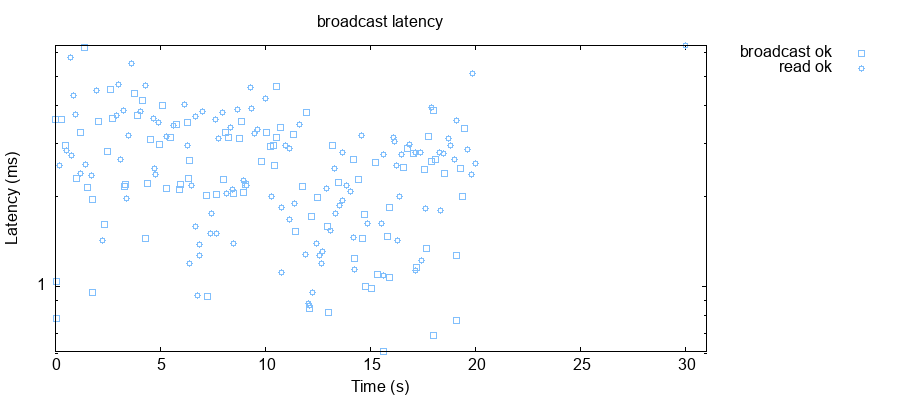 broadcast latency
broadcast ok
read ok
Latency (ms)
1
0 5 10 15 20 25 30
Time (s)